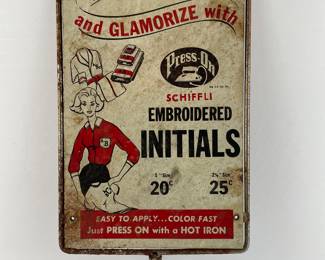 and GLAMORIZE with
Press-On
SCHIFFLI
EMBROIDERED
INITIALS
20¢ 25¢
EASY TO APPLY...COLOR FAST
Just PRESS ON with a HOT IRON